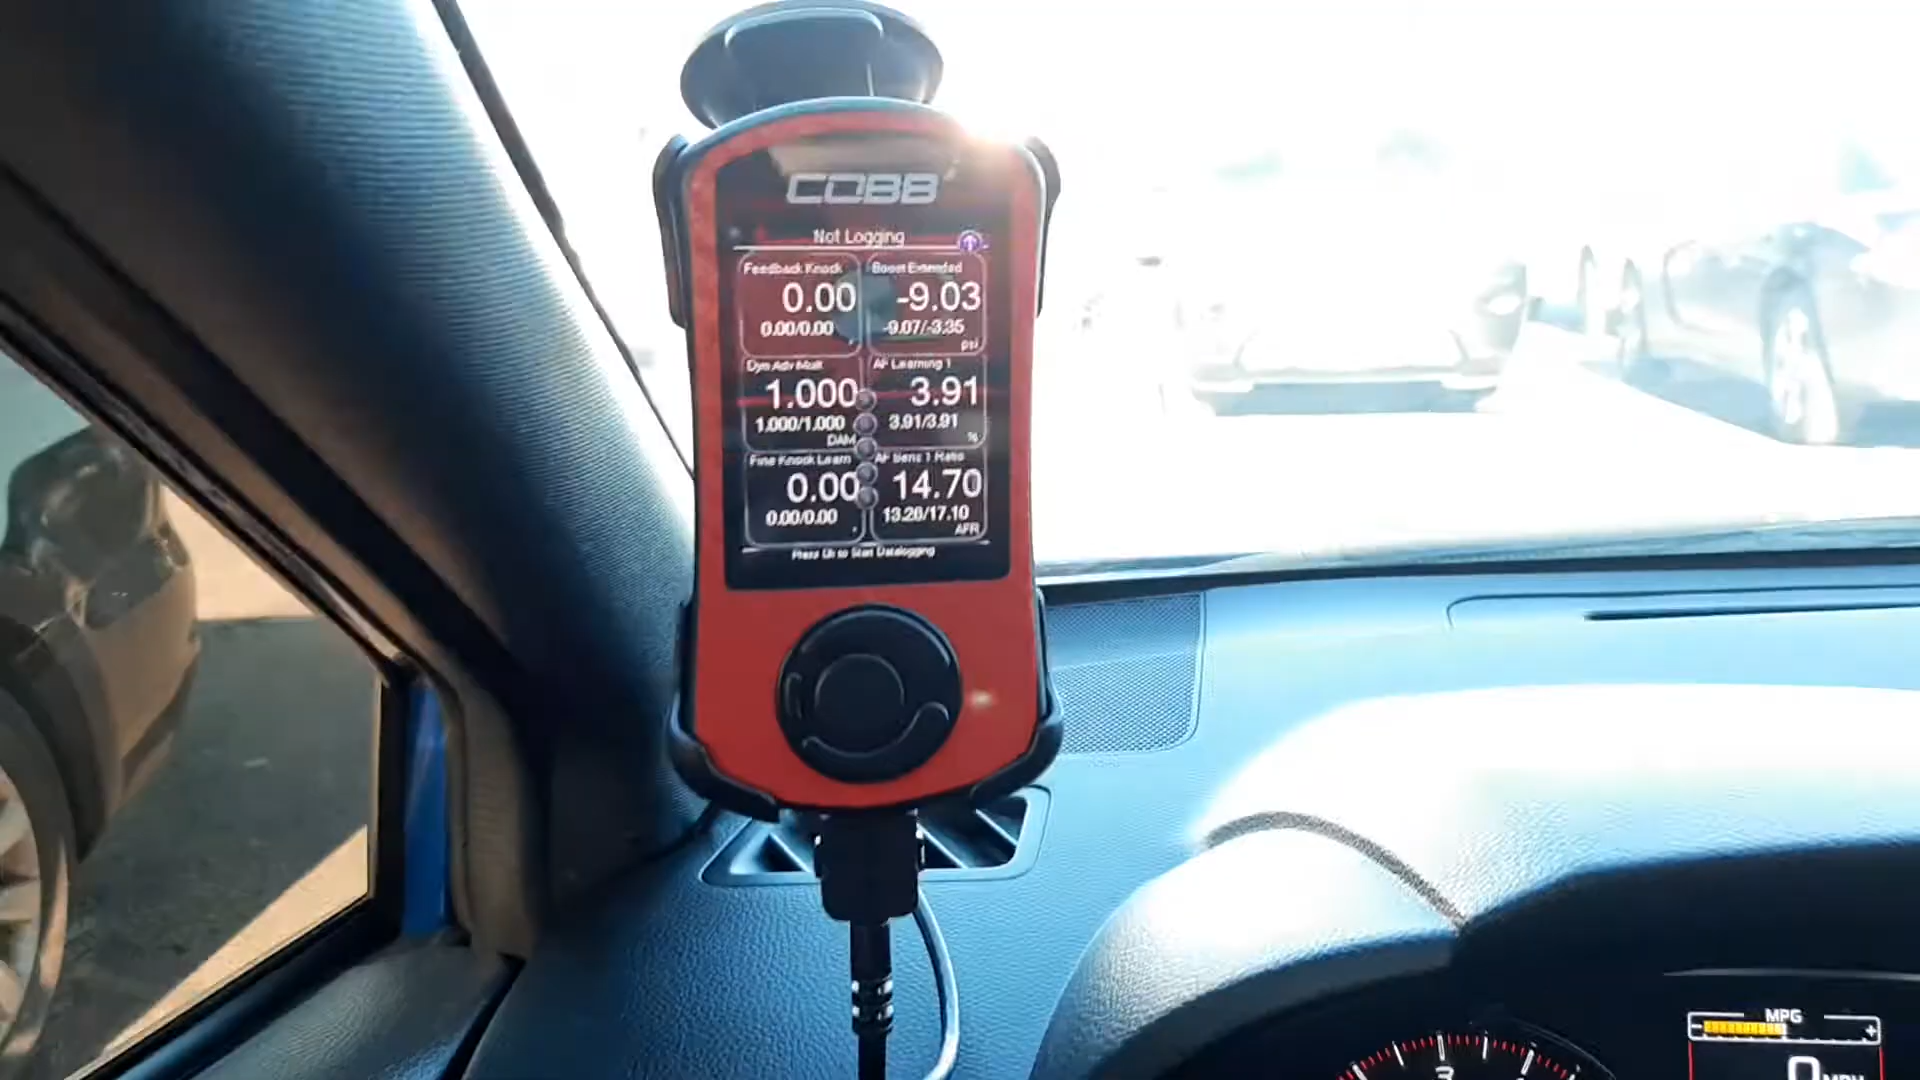 COBB
Not Logging
Feedback Knock
Boost Extended
0.00
-9.03
0.00/0.00
-9.07/-3.35
psi
Dyn Adv Mult
AF Learning 1
1.000
3.91
1.000/1.000
3.91/3.91
DAM
%
Fine Knock Learn
AF Sens 1 Ratio
0.00
14.70
0.00/0.00
13.20/17.10
AFR
Press Ok to Start Datalogging
MPG
- +
0 MPH
3